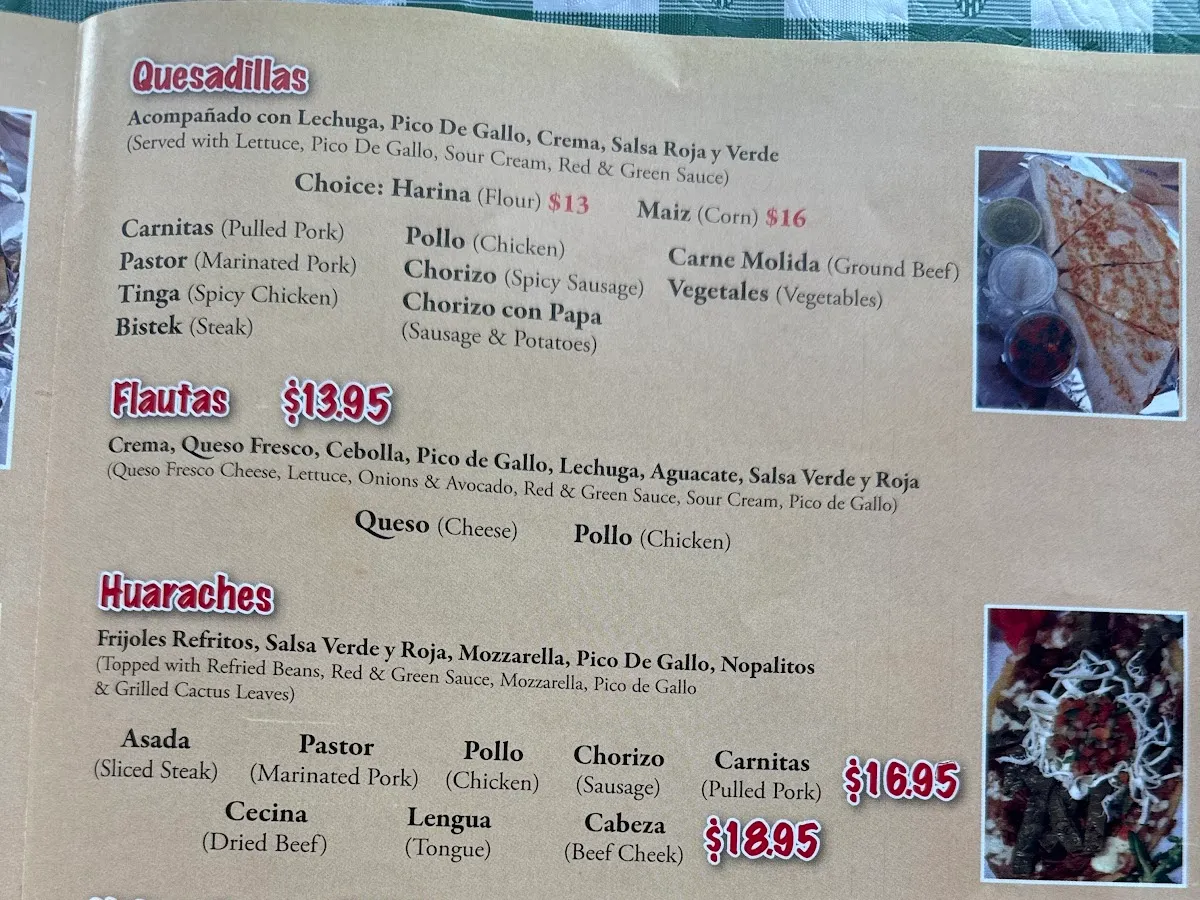 Quesadillas
Acompañado con Lechuga, Pico De Gallo, Crema, Salsa Roja y Verde
(Served with Lettuce, Pico De Gallo, Sour Cream, Red & Green Sauce)
Choice: Harina (Flour) $13 Maiz (Corn) $16
Carnitas (Pulled Pork) Pollo (Chicken) Carne Molida (Ground Beef)
Pastor (Marinated Pork) Chorizo (Spicy Sausage) Vegetales (Vegetables)
Tinga (Spicy Chicken) Chorizo con Papa
Bistek (Steak) (Sausage & Potatoes)
Flautas $13.95
Crema, Queso Fresco, Cebolla, Pico de Gallo, Lechuga, Aguacate, Salsa Verde y Roja
(Queso Fresco Cheese, Lettuce, Onions & Avocado, Red & Green Sauce, Sour Cream, Pico de Gallo)
Queso (Cheese) Pollo (Chicken)
Huaraches
Frijoles Refritos, Salsa Verde y Roja, Mozzarella, Pico De Gallo, Nopalitos
(Topped with Refried Beans, Red & Green Sauce, Mozzarella, Pico de Gallo
& Grilled Cactus Leaves)
Asada Pastor Pollo Chorizo Carnitas
(Sliced Steak) (Marinated Pork) (Chicken) (Sausage) (Pulled Pork) $16.95
Cecina Lengua Cabeza
(Dried Beef) (Tongue) (Beef Cheek) $18.95